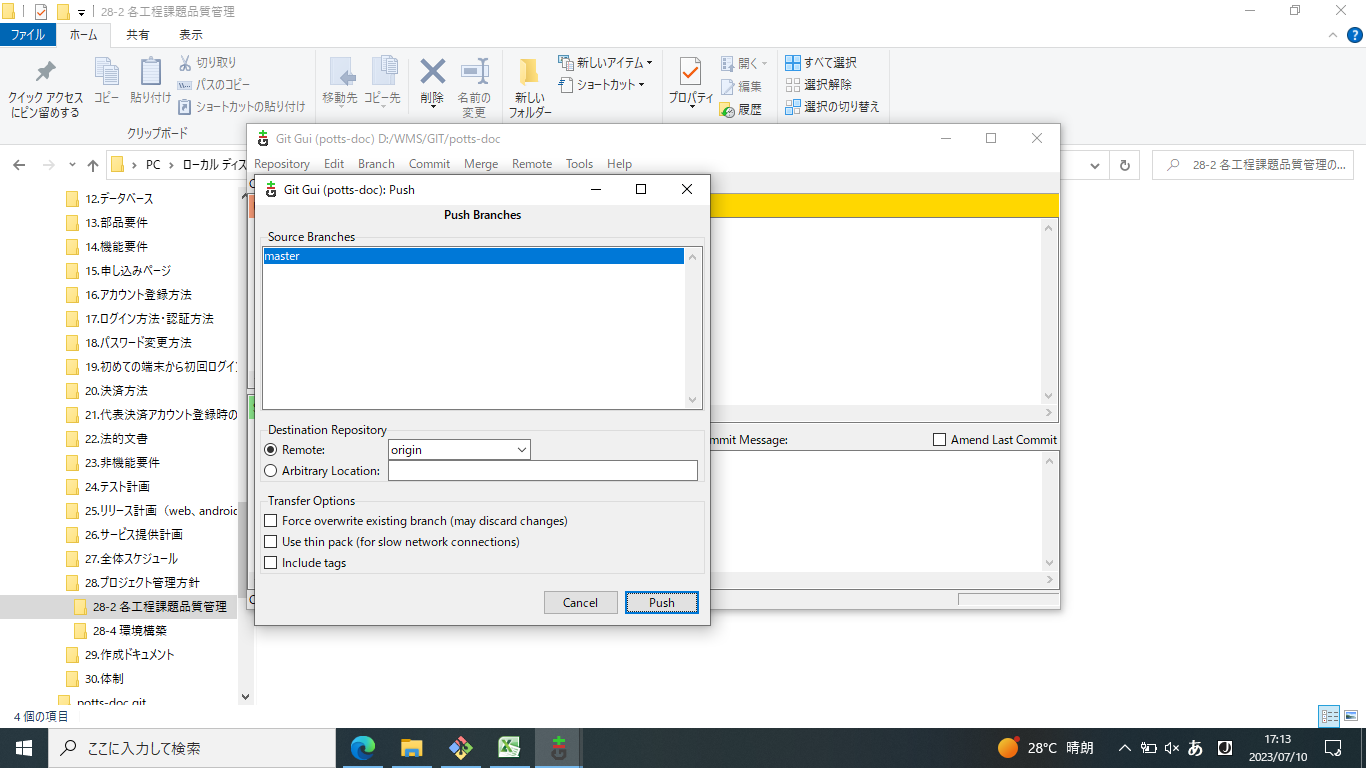 28-2 各工程課題品質管理
ファイル ホーム 共有 表示
クイック アクセス
にピン留めする
コピー
貼り付け
切り取り
パスのコピー
ショートカットの貼り付け
クリップボード
移動先
コピー先
削除
名前の
変更
新しい
フォルダー
新しいアイテム
ショートカット
プロパティ
開く
編集
履歴
すべて選択
選択解除
選択の切り替え
PC
ローカル ディス
28-2 各工程課題品質管理の...
12.データベース
13.部品要件
14.機能要件
15.申し込みページ
16.アカウント登録方法
17.ログイン方法・認証方法
18.パスワード変更方法
19.初めての端末から初回ログイ
20.決済方法
21.代表決済アカウント登録時の
22.法的文書
23.非機能要件
24.テスト計画
25.リリース計画（web、android
26.サービス提供計画
27.全体スケジュール
28.プロジェクト管理方針
28-2 各工程課題品質管理
28-4 環境構築
29.作成ドキュメント
30.体制
potts-doc.git
4 個の項目
Git Gui (potts-doc) D:/WMS/GIT/potts-doc
Repository Edit Branch Commit Merge Remote Tools Help
mmit Message:
Amend Last Commit
Git Gui (potts-doc): Push
Push Branches
Source Branches
master
Destination Repository
Remote: origin
Arbitrary Location:
Transfer Options
Force overwrite existing branch (may discard changes)
Use thin pack (for slow network connections)
Include tags
Cancel Push
ここに入力して検索
28°C 晴朗
あ
17:13
2023/07/10